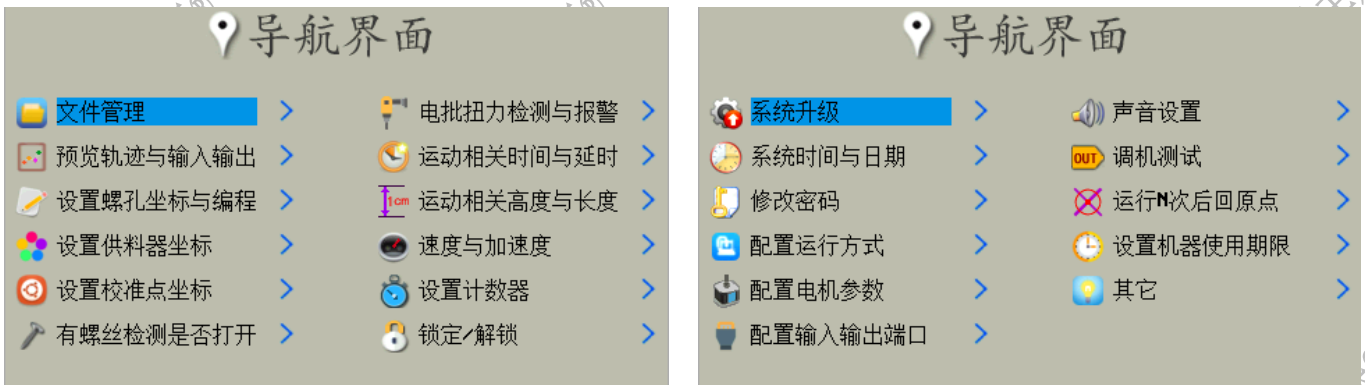 导航界面
文件管理
预览轨迹与输入输出
设置螺孔坐标与编程
设置供料器坐标
设置校准点坐标
有螺丝检测是否打开
电批扭力检测与报警
运动相关时间与延时
1cm 运动相关高度与长度
速度与加速度
设置计数器
锁定/解锁
导航界面
系统升级
系统时间与日期
修改密码
配置运行方式
配置电机参数
配置输入输出端口
声音设置
OUT 调机测试
运行N次后回原点
设置机器使用期限
其它